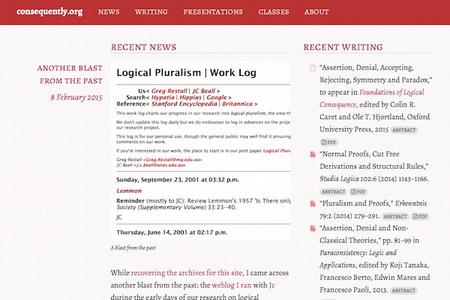 consequently.org NEWS WRITING PRESENTATIONS CLASSES ABOUT
ANOTHER BLAST
FROM THE PAST
8 February 2015
RECENT NEWS
Logical Pluralism | Work Log
Us< Greg Restall | JC Beall >
Search< Hypatia | Hippias | Google >
Reference< Stanford Encyclopedia | Britannica >
This work log charts our progress in our research into logical pluralism, the view th
We don't update this log daily but we do endeavour to log in advances on the proje
our research project.
This log is for our personal use, though the general public may find it amusing
comments on our work.
If you're interested in our work, the place to start is in our joint paper Logical Plur
Greg Restall <Greg.Restall@mq.edu.au>
JC Beall <j.c.beall@utas.edu.au>
Sunday, September 23, 2001 at 03:32 p.m.
Lemmon
Reminder (mostly to JC): Review Lemmon's 1957 'Is There only
Society (Supplementary Volume) 33:23-40.
JC
Thursday, June 14, 2001 at 02:17 p.m.
A blast from the past
While recovering the archives for this site, I came across
another blast from the past: the weblog I ran with Jc
during the early days of our research on logical
RECENT WRITING
"Assertion, Denial, Accepting,
Rejecting, Symmetry and Paradox,"
to appear in Foundations of Logical
Consequence, edited by Colin R.
Caret and Ole T. Hjortland, Oxford
University Press, 2015 ABSTRACT
PDF
"Normal Proofs, Cut Free
Derivations and Structural Rules,"
Studia Logica 102:6 (2014) 1143–1166.
ABSTRACT PDF
"Pluralism and Proofs," Erkenntnis
79:2 (2014) 279–291. ABSTRACT PDF
"Assertion, Denial and Non-
Classical Theories," pp. 81–99 in
Paraconsistency: Logic and
Applications, edited by Koji Tanaka,
Francesco Berto, Edwin Mares and
Francesco Paoli, 2013. ABSTRACT